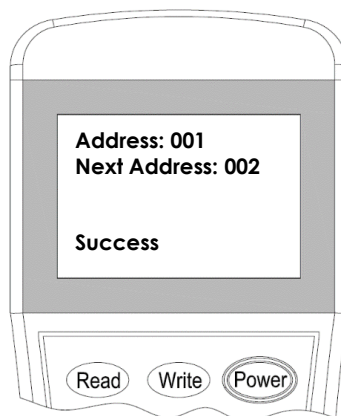 Address: 001
Next Address: 002
Success
Read Write Power